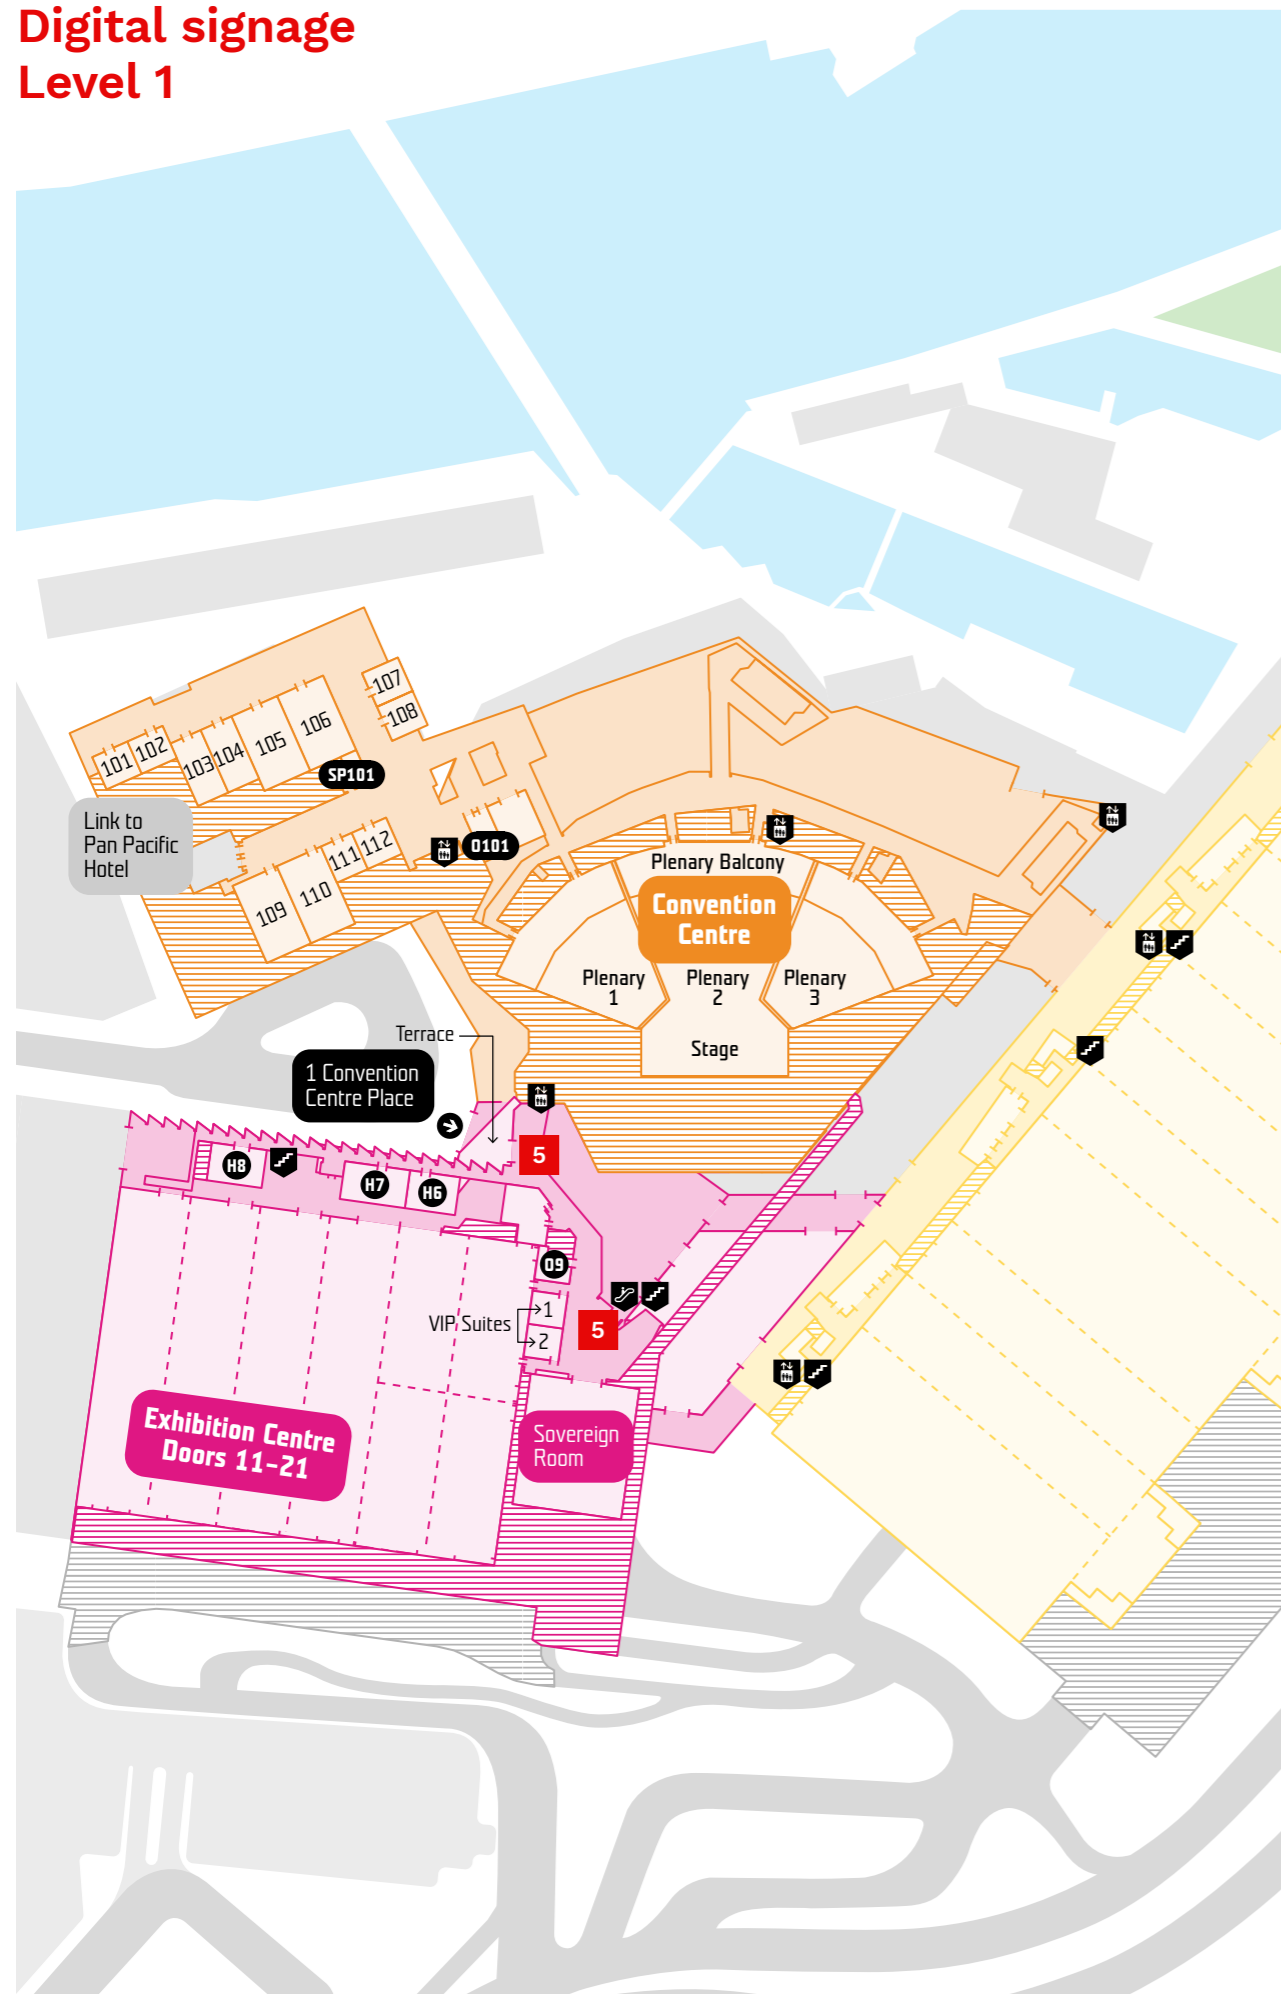 Digital signage
Level 1
107
108
106
105
104
103
102
101
SP101
Link to
Pan Pacific
Hotel
112
111
110
109
O101
Plenary Balcony
Convention
Centre
Plenary
1
Plenary
2
Plenary
3
Stage
Terrace
1 Convention
Centre Place
5
H8
H7
H6
09
VIP Suites
1
2
5
Exhibition Centre
Doors 11-21
Sovereign
Room